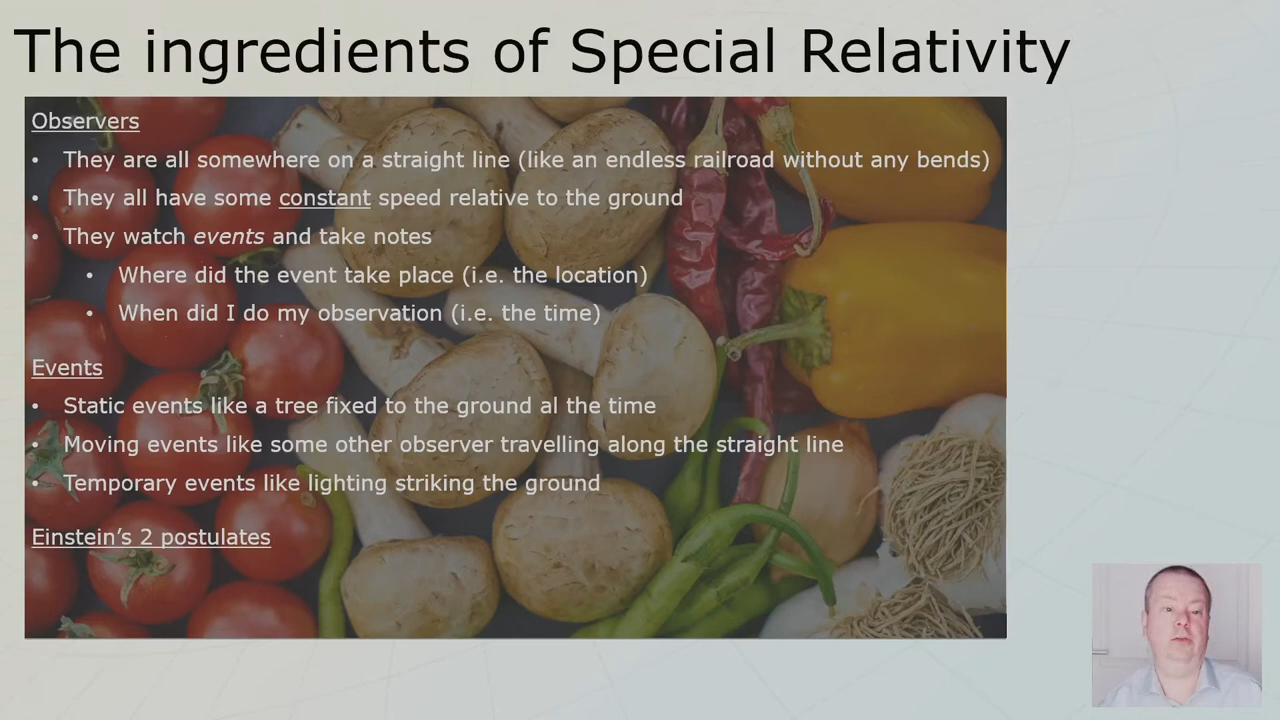 The ingredients of Special Relativity
Observers
• They are all somewhere on a straight line (like an endless railroad without any bends)
• They all have some constant speed relative to the ground
• They watch events and take notes
• Where did the event take place (i.e. the location)
• When did I do my observation (i.e. the time)
Events
• Static events like a tree fixed to the ground al the time
• Moving events like some other observer travelling along the straight line
• Temporary events like lighting striking the ground
Einstein's 2 postulates